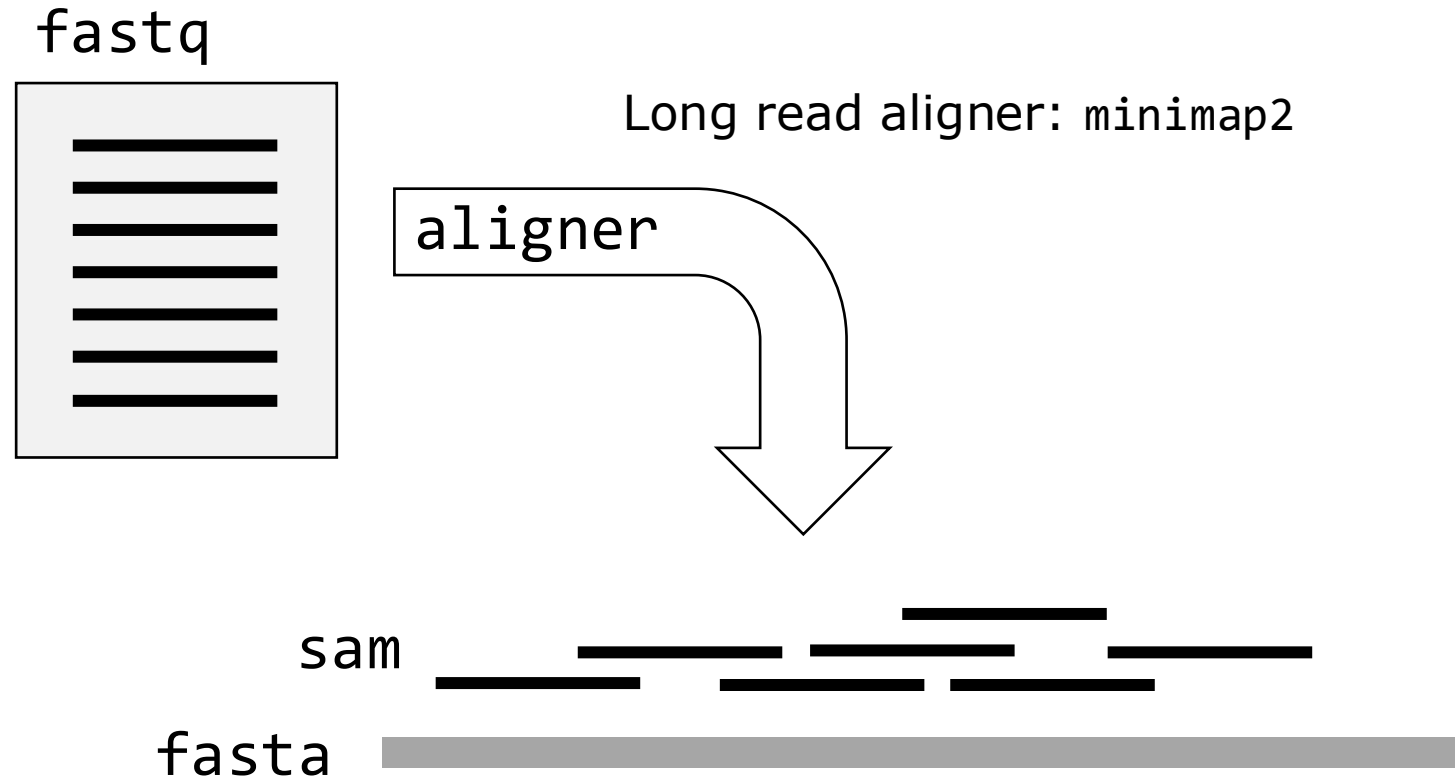 fastq
Long read aligner: minimap2
aligner
sam
fasta